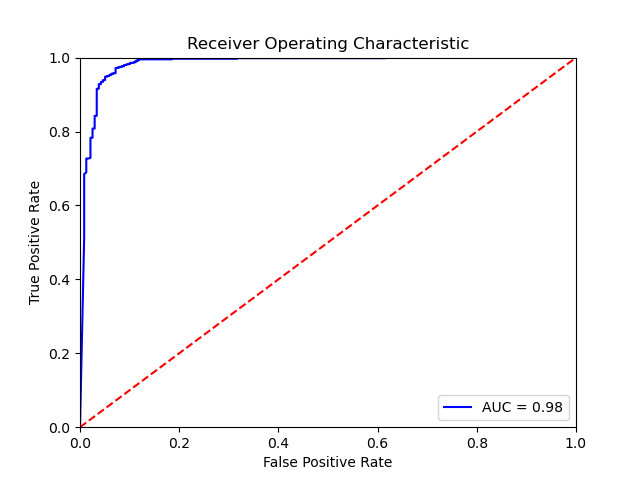 Receiver Operating Characteristic
1.0
0.8
0.6
0.4
0.2
0.0
True Positive Rate
AUC = 0.98
0.0 0.2 0.4 0.6 0.8 1.0
False Positive Rate